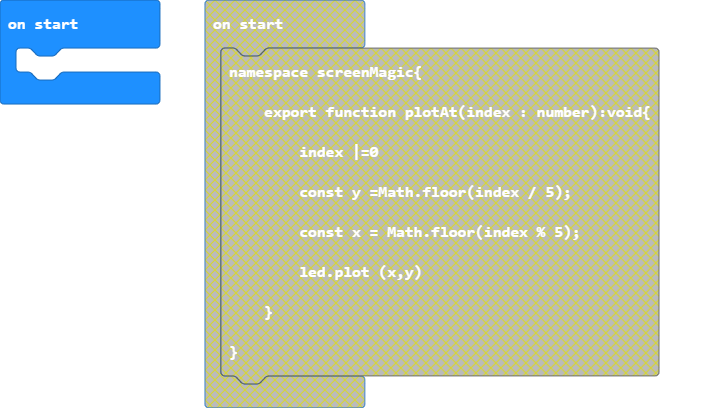 on start
on start
namespace screenMagic{
export function plotAt(index : number):void{
index |=0
const y =Math.floor(index / 5);
const x = Math.floor(index % 5);
led.plot (x,y)
}
}